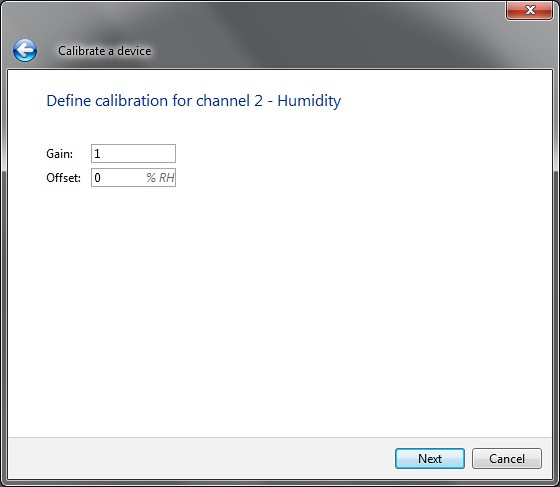 Calibrate a device
Define calibration for channel 2 - Humidity
Gain: 1
Offset: 0 % RH
Next Cancel